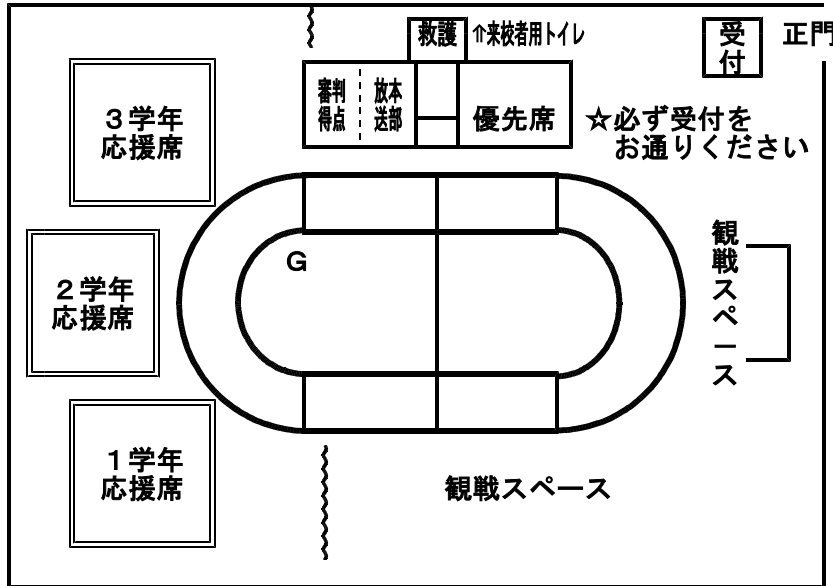 救護
⇑来校者用トイレ
受付
正門
審判
得点
放本
送部
優先席
☆必ず受付を
お通りください
３学年
応援席
２学年
応援席
１学年
応援席
G
観戦スペース
観戦スペース